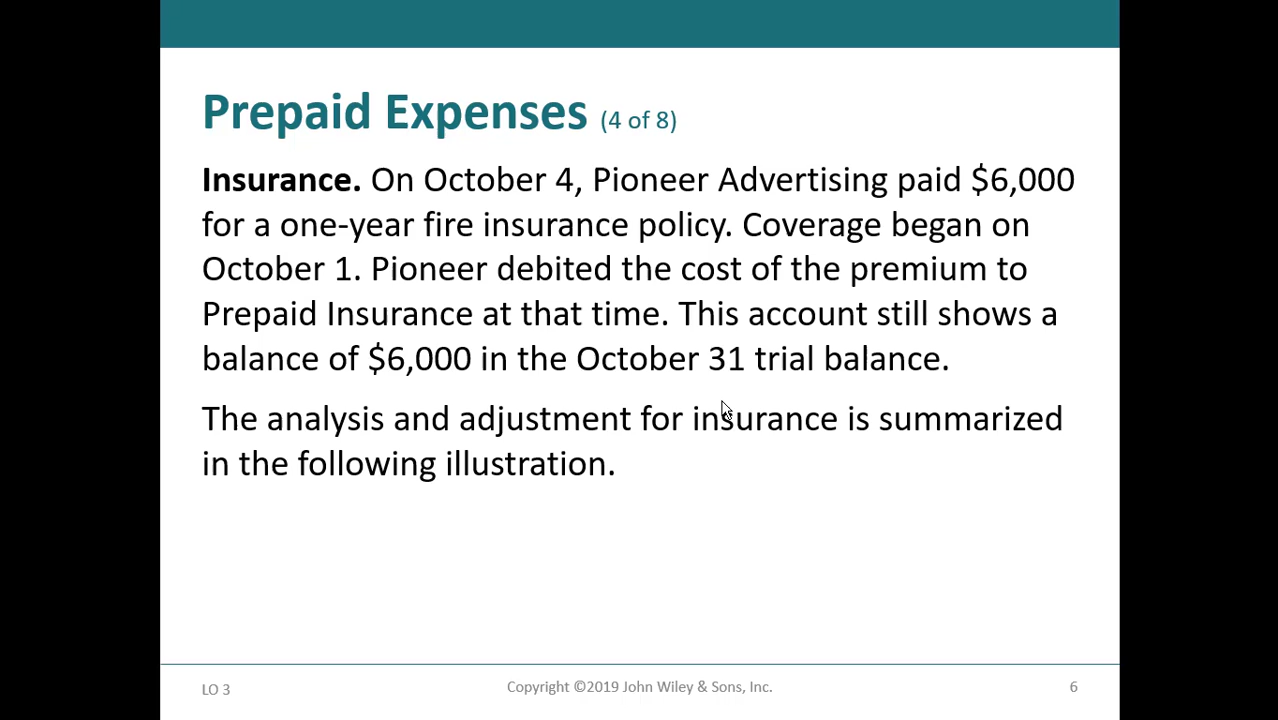 Prepaid Expenses (4 of 8)
Insurance. On October 4, Pioneer Advertising paid $6,000
for a one-year fire insurance policy. Coverage began on
October 1. Pioneer debited the cost of the premium to
Prepaid Insurance at that time. This account still shows a
balance of $6,000 in the October 31 trial balance.
The analysis and adjustment for insurance is summarized
in the following illustration.
LO 3
Copyright ©2019 John Wiley & Sons, Inc.
6